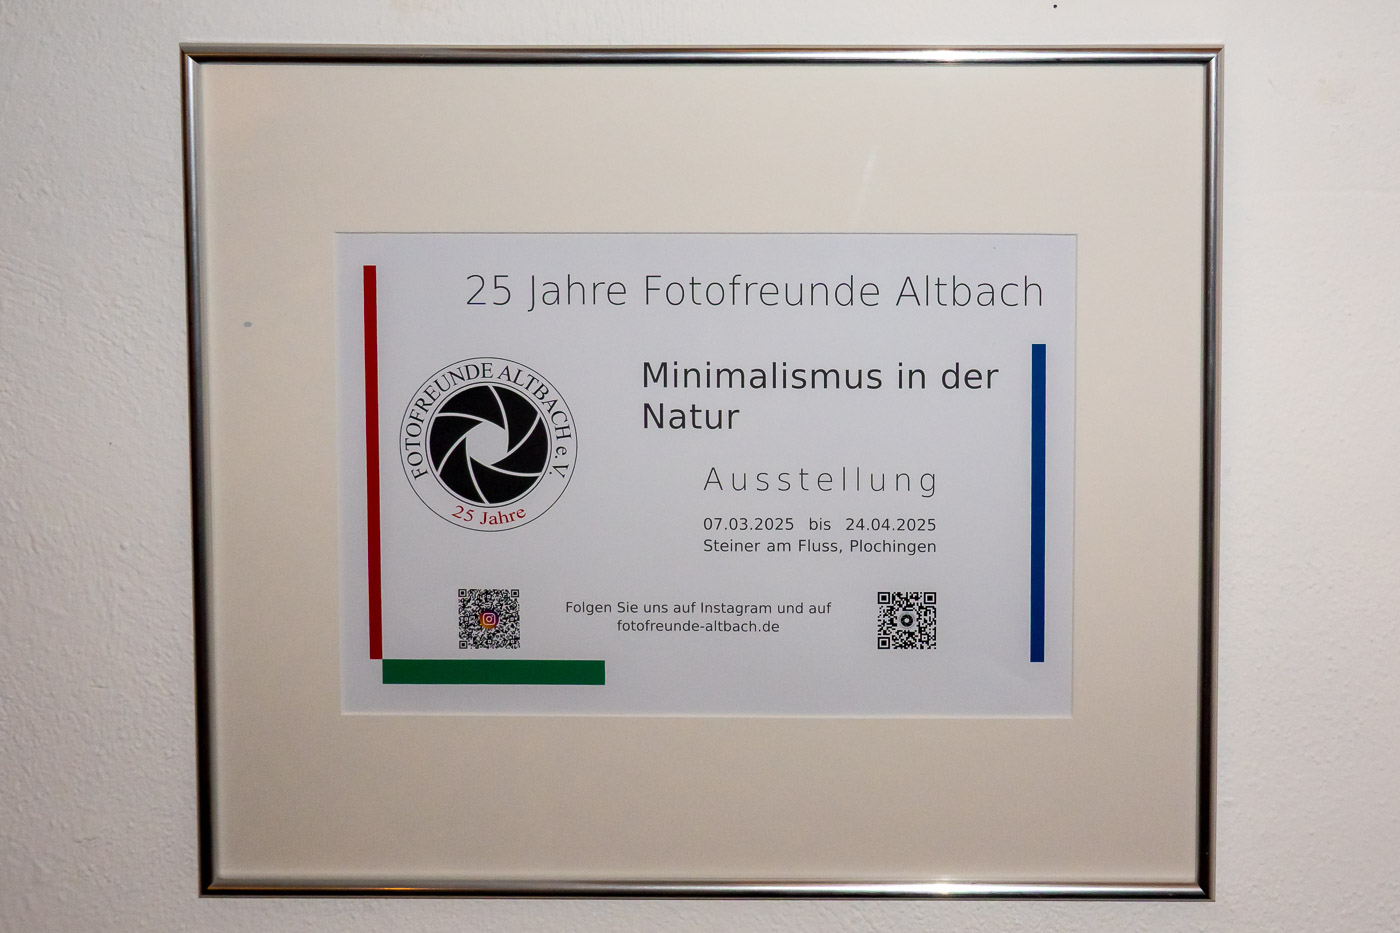 25 Jahre Fotofreunde Altbach
Minimalismus in der
Natur
FOTOFREUNDE ALTBACH e.V.
25 Jahre
Ausstellung
07.03.2025 bis 24.04.2025
Steiner am Fluss, Plochingen
Folgen Sie uns auf Instagram und auf
fotofreunde-altbach.de